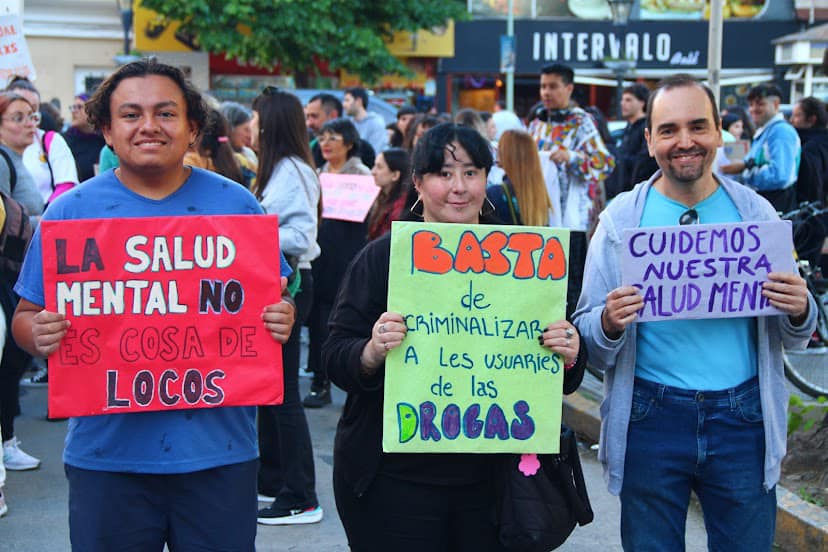 INTERVALO
LA SALUD
MENTAL NO
ES COSA DE
LOCOS
BASTA
de
CRIMINALIZAR
A LES USUARIES
de las
DROGAS
CUIDEMOS
NUESTRA
SALUD MENT